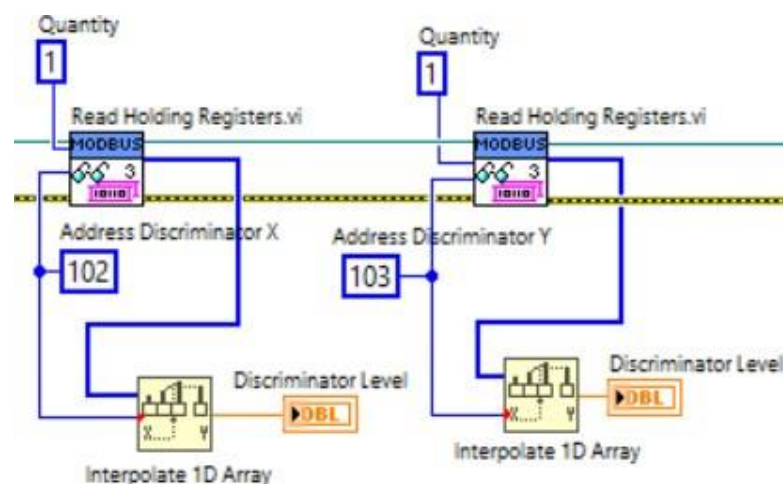 Quantity
1
Read Holding Registers.vi
MODBUS
3
Address Discriminator X
102
Discriminator Level
DBL
X
Y
Interpolate 1D Array
Quantity
1
Read Holding Registers.vi
MODBUS
3
Address Discriminator Y
103
Discriminator Level
DBL
X
Y
Interpolate 1D Array